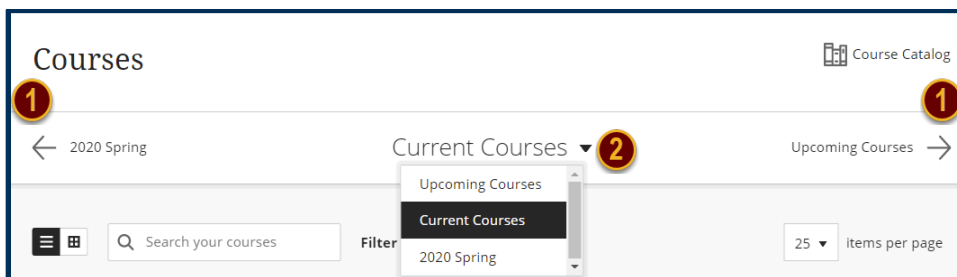 Courses
Course Catalog
1
1
2020 Spring
Current Courses
2
Upcoming Courses
Upcoming Courses
Current Courses
2020 Spring
Search your courses
Filter
25
items per page